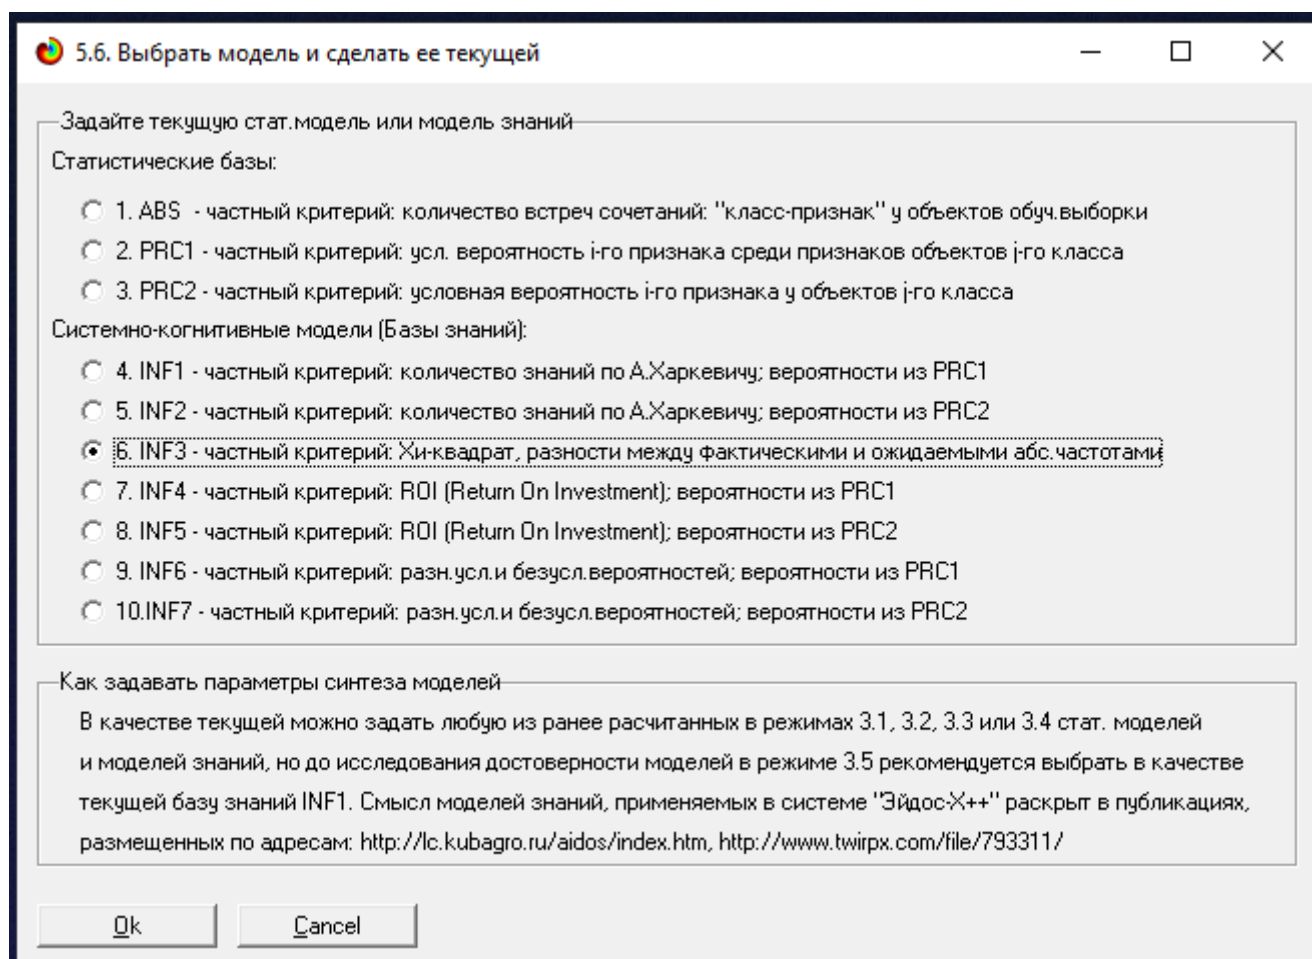 5.6. Выбрать модель и сделать ее текущей
Задайте текущую стат.модель или модель знаний
Статистические базы:
1. ABS - частный критерий: количество встреч сочетаний: "класс-признак" у объектов обуч.выборки
2. PRC1 - частный критерий: усл. вероятность i-го признака среди признаков объектов j-го класса
3. PRC2 - частный критерий: условная вероятность i-го признака у объектов j-го класса
Системно-когнитивные модели (Базы знаний):
4. INF1 - частный критерий: количество знаний по А.Харкевичу; вероятности из PRC1
5. INF2 - частный критерий: количество знаний по А.Харкевичу; вероятности из PRC2
6. INF3 - частный критерий: Хи-квадрат, разности между фактическими и ожидаемыми абс.частотами
7. INF4 - частный критерий: ROI (Return On Investment); вероятности из PRC1
8. INF5 - частный критерий: ROI (Return On Investment); вероятности из PRC2
9. INF6 - частный критерий: разн.усл.и безусл.вероятностей; вероятности из PRC1
10.INF7 - частный критерий: разн.усл.и безусл.вероятностей; вероятности из PRC2
Как задавать параметры синтеза моделей
В качестве текущей можно задать любую из ранее расчитанных в режимах 3.1, 3.2, 3.3 или 3.4 стат. моделей
и моделей знаний, но до исследования достоверности моделей в режиме 3.5 рекомендуется выбрать в качестве
текущей базу знаний INF1. Смысл моделей знаний, применяемых в системе "Эйдос-X++" раскрыт в публикациях,
размещенных по адресам: http://lc.kubagro.ru/aidos/index.htm, http://www.twirpx.com/file/793311/
Ok Cancel